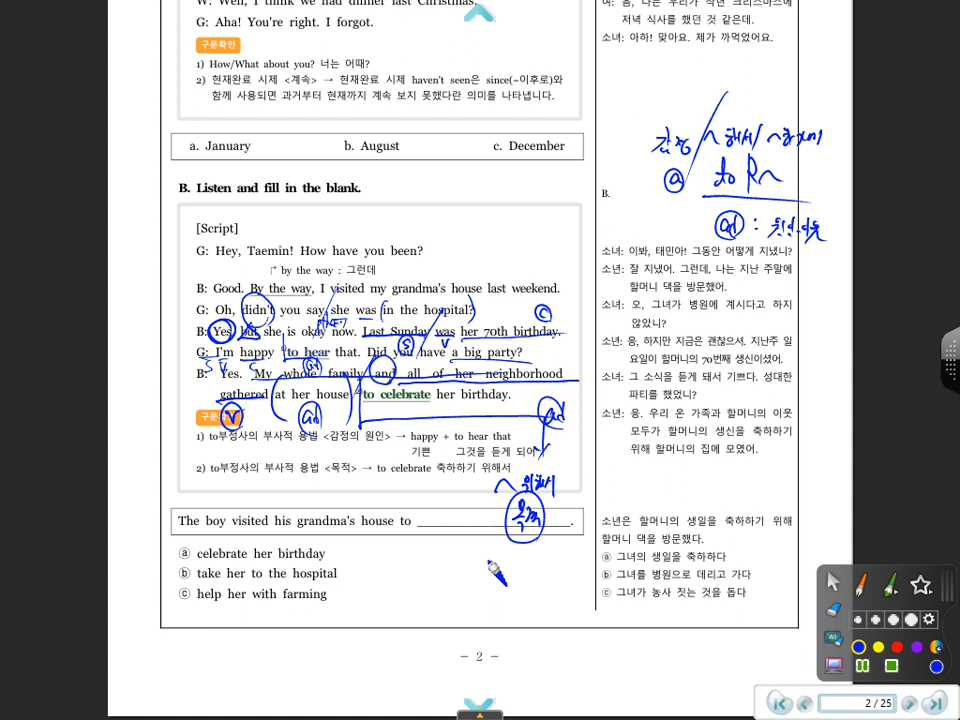 W: Well, I think we had dinner last Christmas.
G: Aha! You're right. I forgot.
구문확인
1) How/What about you? 너는 어때?
2) 현재완료 시제 <계속> → 현재완료 시제 haven't seen은 since(~이후로)와
함께 사용되면 과거부터 현재까지 계속 보지 못했다란 의미를 나타냅니다.
a. January b. August c. December
B. Listen and fill in the blank.
[Script]
G: Hey, Taemin! How have you been?
↱ by the way : 그런데
B: Good. By the way, I visited my grandma's house last weekend.
G: Oh, didn't you say she was in the hospital?
B: Yes, but she is okay now. Last Sunday was her 70th birthday.
G: I'm happy 1)to hear that. Did you have a big party?
B: Yes. My whole family and all of her neighborhood
gathered at her house 2)to celebrate her birthday.
구문
1) to부정사의 부사적 용법 <감정의 원인> → happy + to hear that
기쁜 그것을 듣게 되어
2) to부정사의 부사적 용법 <목적> → to celebrate 축하하기 위해서
~ 위해서
목적
The boy visited his grandma's house to ______________________.
ⓐ celebrate her birthday
ⓑ take her to the hospital
ⓒ help her with farming
여: 음, 나는 우리가 작년 크리스마스에
저녁 식사를 했던 것 같은데.
소녀: 아하! 맞아요. 제가 까먹었어요.
감정 ~해서/
ⓐ to R~
ad :
B.
소녀: 이봐, 태민아! 그동안 어떻게 지냈니?
소년: 잘 지냈어. 그런데, 나는 지난 주말에
할머니 댁을 방문했어.
소녀: 오, 그녀가 병원에 계시다고 하지
않았니?
소년: 응, 하지만 지금은 괜찮으셔. 지난주 일
요일이 할머니의 70번째 생신이셨어.
소녀: 그 소식을 듣게 돼서 기쁘다. 성대한
파티를 했었니?
소년: 응. 우리 온 가족과 할머니의 이웃
모두가 할머니의 생신을 축하하기
위해 할머니의 집에 모였어.
소년은 할머니의 생일을 축하하기 위해
할머니 댁을 방문했다.
ⓐ 그녀의 생일을 축하하다
ⓑ 그녀를 병원으로 데리고 가다
ⓒ 그녀가 농사 짓는 것을 돕다
- 2 -
2 / 25